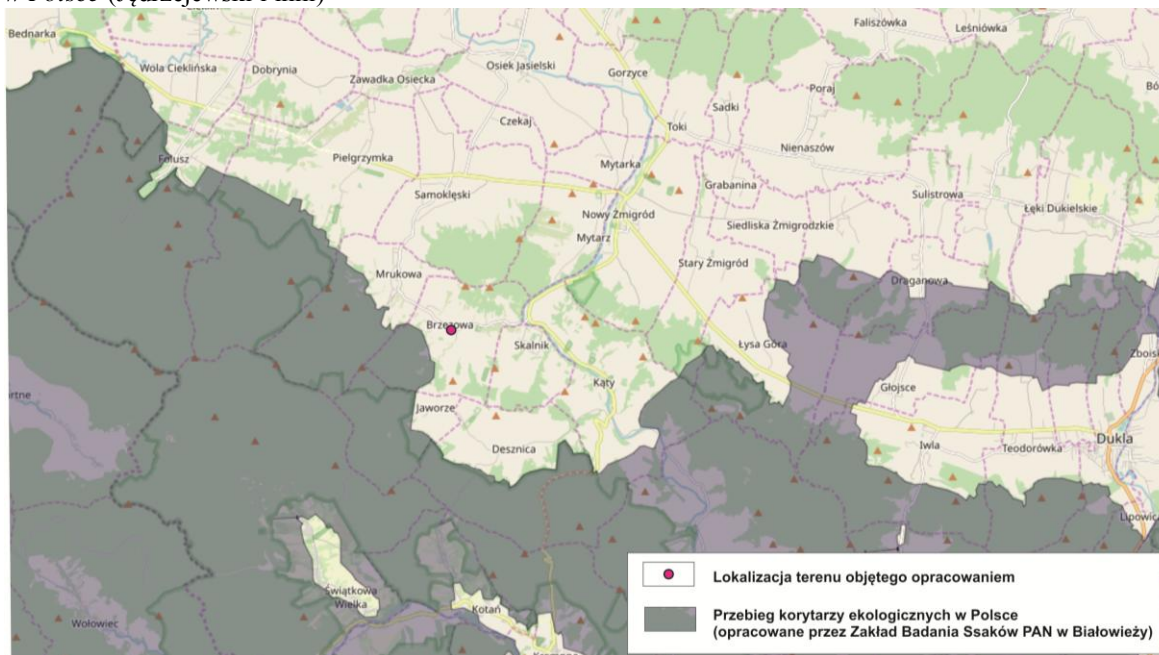 w Polsce (Jędrzejewski i inni)
Bednarka
Faliszówka
Leśniówka
Wola Cieklińska
Dobrynia
Zawadka Osiecka
Osiek Jasielski
Gorzyce
Sadki
Poraj
Czekaj
Toki
Nienaszów
Folusz
Pielgrzymka
Mytarka
Grabanina
Samoklęski
Sulistrowa
Łęki Dukielskie
Nowy Żmigród
Siedliska Żmigrodzkie
Mytarz
Stary Żmigród
Mrukowa
Draganowa
Brzezowa
Skalnik
Łysa Góra
Kąty
Głojsce
Jaworze
Desznica
Iwla
Teodorówka
Dukla
Świątkowa
Wielka
Kotań
Wołowiec
Lokalizacja terenu objętego opracowaniem
Przebieg korytarzy ekologicznych w Polsce
(opracowane przez Zakład Badania Ssaków PAN w Białowieży)